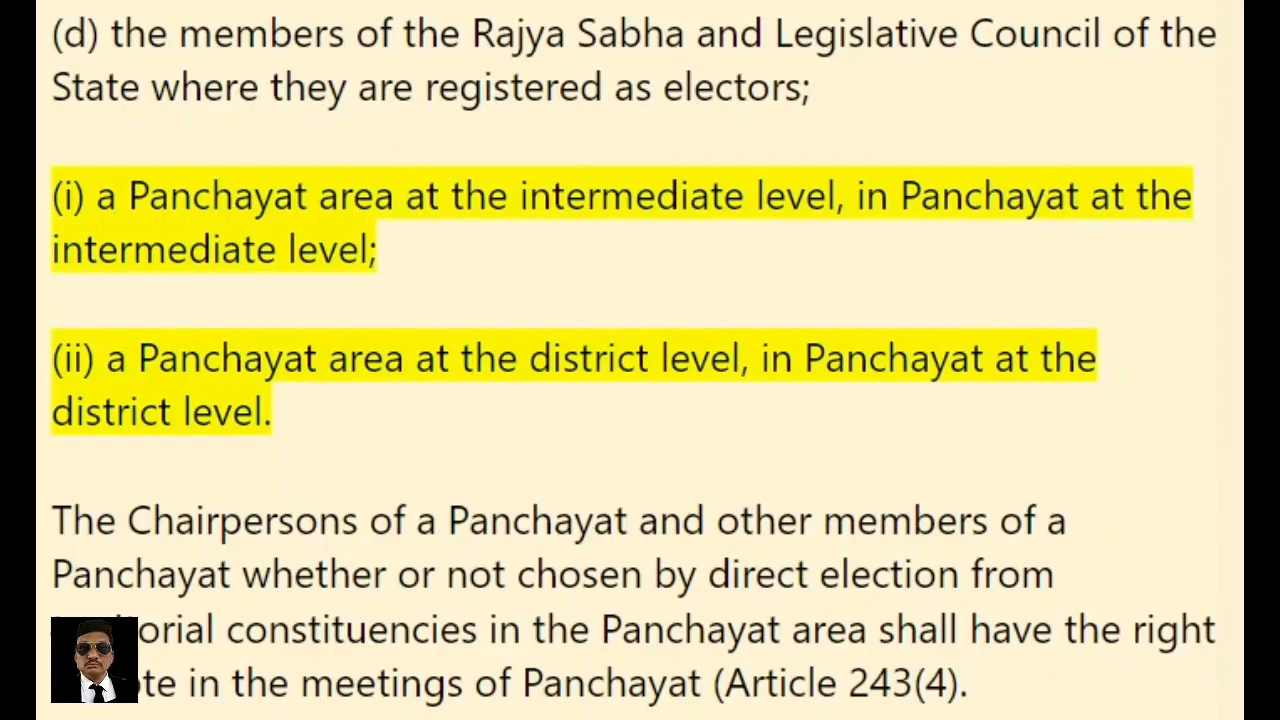 (d) the members of the Rajya Sabha and Legislative Council of the
State where they are registered as electors;
(i) a Panchayat area at the intermediate level, in Panchayat at the
intermediate level;
(ii) a Panchayat area at the district level, in Panchayat at the
district level.
The Chairpersons of a Panchayat and other members of a
Panchayat whether or not chosen by direct election from
constituencies in the Panchayat area shall have the right
in the meetings of Panchayat (Article 243(4).